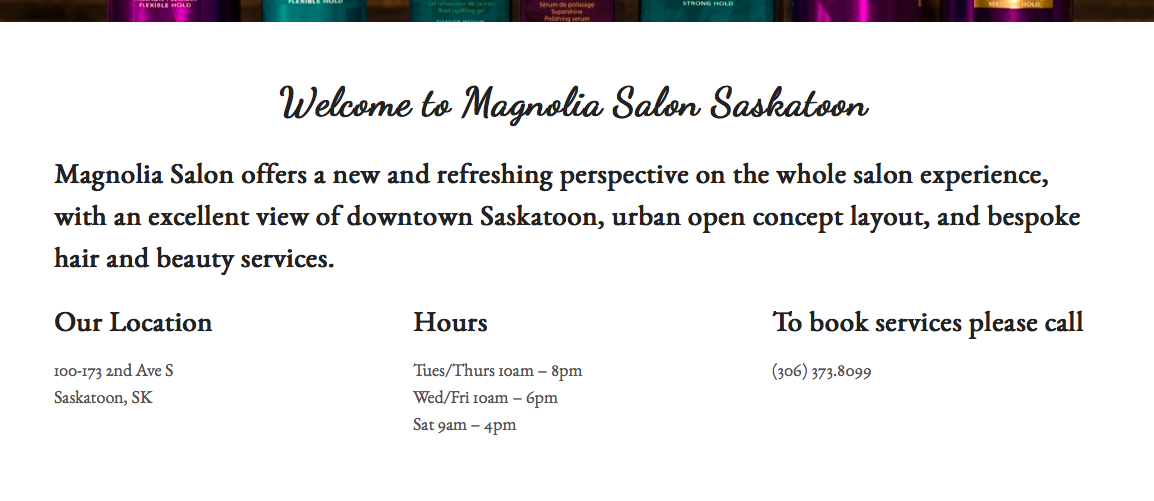 FLEXIBLE HOLD
FLEXIBLE HOLD
Root uplifting gel
Sérum de polissage
Supershine
Polishing serum
STRONG HOLD
Welcome to Magnolia Salon Saskatoon
Magnolia Salon offers a new and refreshing perspective on the whole salon experience,
with an excellent view of downtown Saskatoon, urban open concept layout, and bespoke
hair and beauty services.
Our Location
100-173 2nd Ave S
Saskatoon, SK
Hours
Tues/Thurs 10am – 8pm
Wed/Fri 10am – 6pm
Sat 9am – 4pm
To book services please call
(306) 373.8099